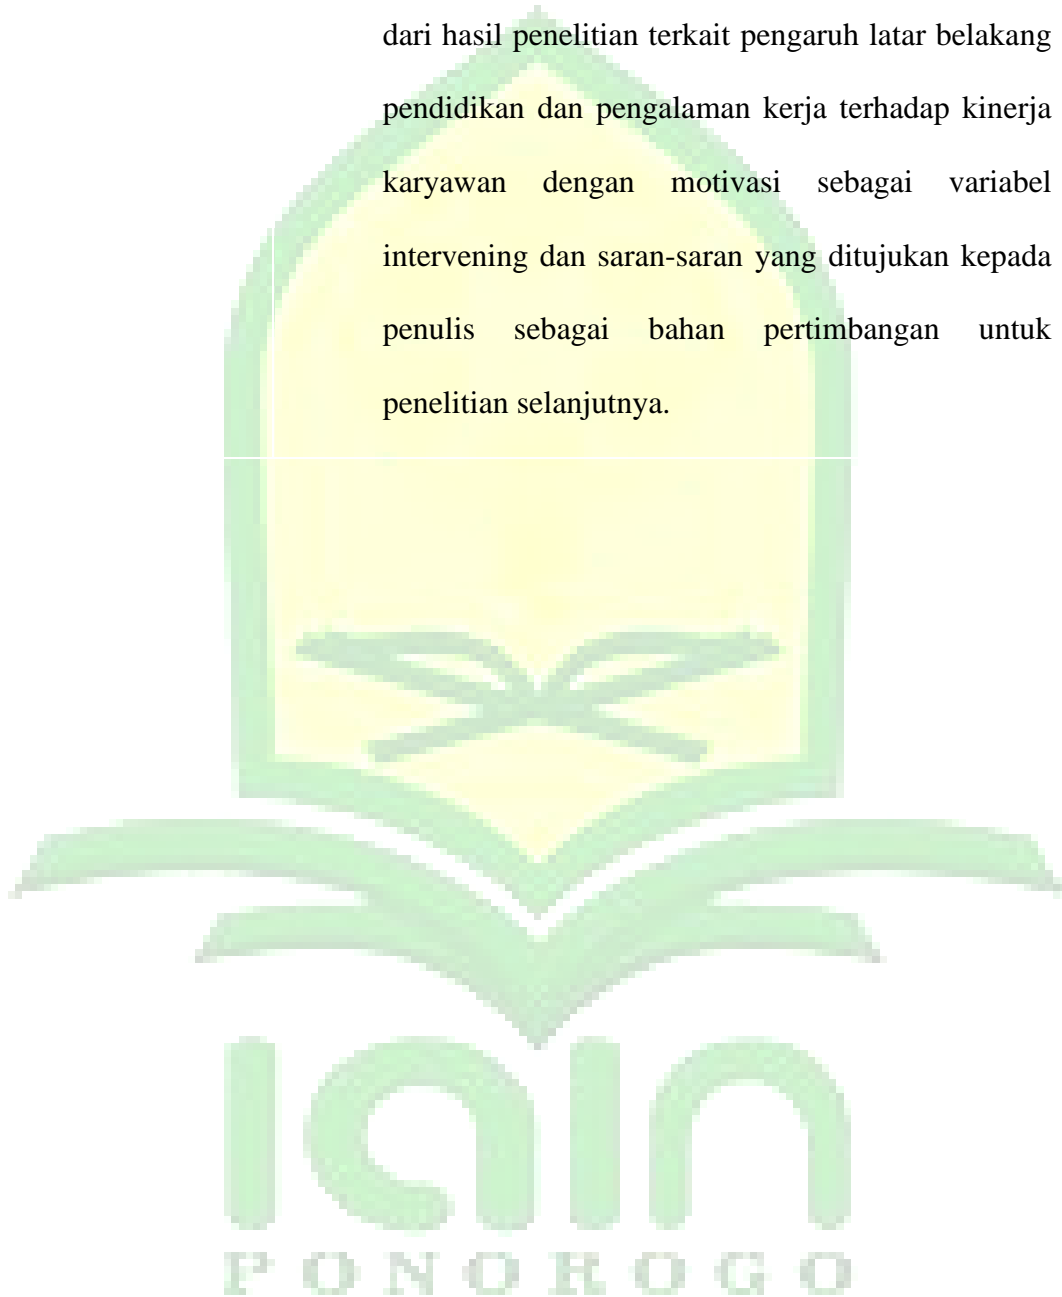 dari hasil penelitian terkait pengaruh latar belakang
pendidikan dan pengalaman kerja terhadap kinerja
karyawan dengan motivasi sebagai variabel
intervening dan saran-saran yang ditujukan kepada
penulis sebagai bahan pertimbangan untuk
penelitian selanjutnya.
iain
PONOROGO